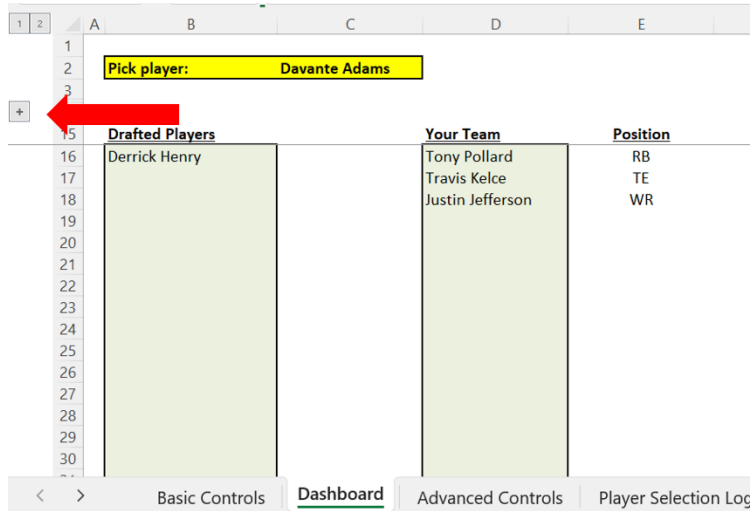 1 2 A B C D E
1
2 Pick player: Davante Adams
3
+
15 Drafted Players Your Team Position
16 Derrick Henry Tony Pollard RB
17 Travis Kelce TE
18 Justin Jefferson WR
19
20
21
22
23
24
25
26
27
28
29
30
< > Basic Controls Dashboard Advanced Controls Player Selection Log